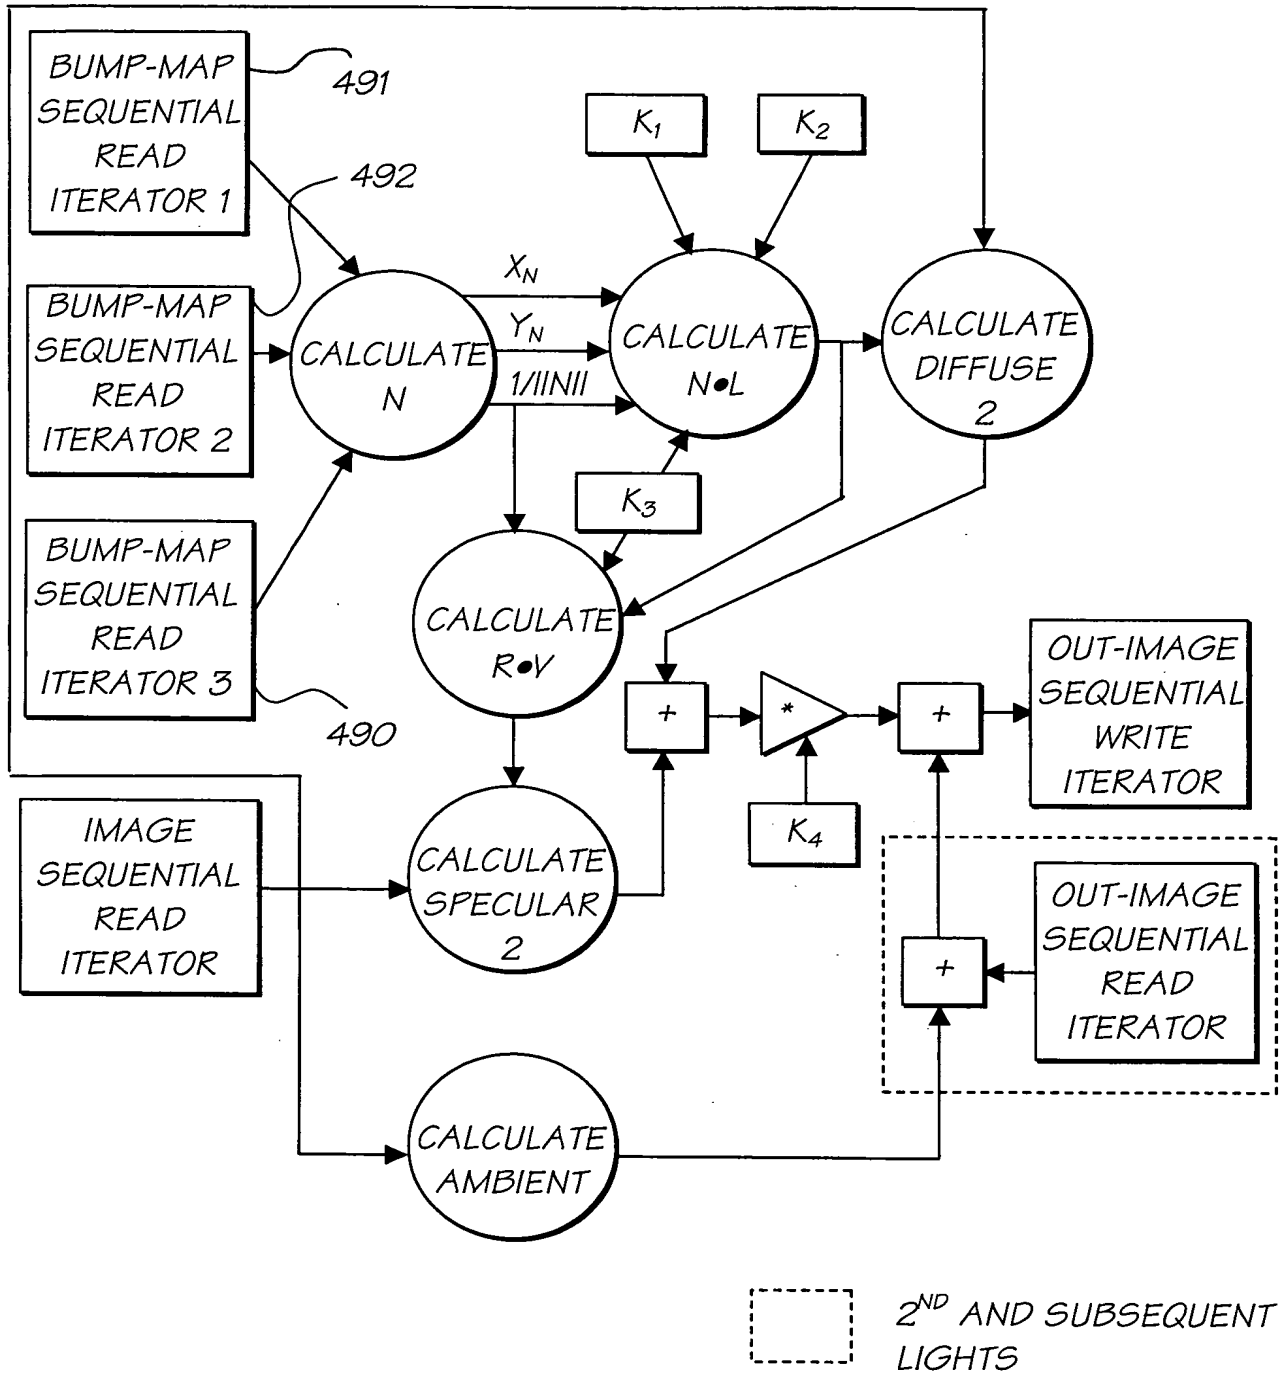 BUMP-MAP
SEQUENTIAL
READ
ITERATOR 1
491
K1
K2
492
BUMP-MAP
SEQUENTIAL
READ
ITERATOR 2
CALCULATE
N
XN
YN
1/IINII
CALCULATE
N●L
CALCULATE
DIFFUSE
2
K3
BUMP-MAP
SEQUENTIAL
READ
ITERATOR 3
490
CALCULATE
R●V
+
*
+
K4
OUT-IMAGE
SEQUENTIAL
WRITE
ITERATOR
IMAGE
SEQUENTIAL
READ
ITERATOR
CALCULATE
SPECULAR
2
+
OUT-IMAGE
SEQUENTIAL
READ
ITERATOR
CALCULATE
AMBIENT
2ND AND SUBSEQUENT
LIGHTS